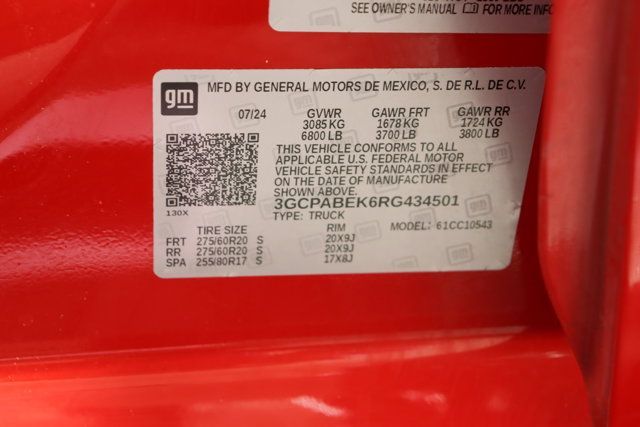 SEE OWNER'S MANUAL FOR MORE INFO
gm
MFD BY GENERAL MOTORS DE MEXICO, S. DE R.L. DE C.V.
07/24 GVWR GAWR FRT GAWR RR
3085 KG 1678 KG 1724 KG
6800 LB 3700 LB 3800 LB
THIS VEHICLE CONFORMS TO ALL
APPLICABLE U.S. FEDERAL MOTOR
VEHICLE SAFETY STANDARDS IN EFFECT
ON THE DATE OF MANUFACTURE
SHOWN ABOVE.
3GCPABEK6RG434501
130X
TYPE: TRUCK MODEL: 61CC10543
TIRE SIZE RIM
FRT 275/60R20 S 20X9J
RR 275/60R20 S 20X9J
SPA 255/80R17 S 17X8J